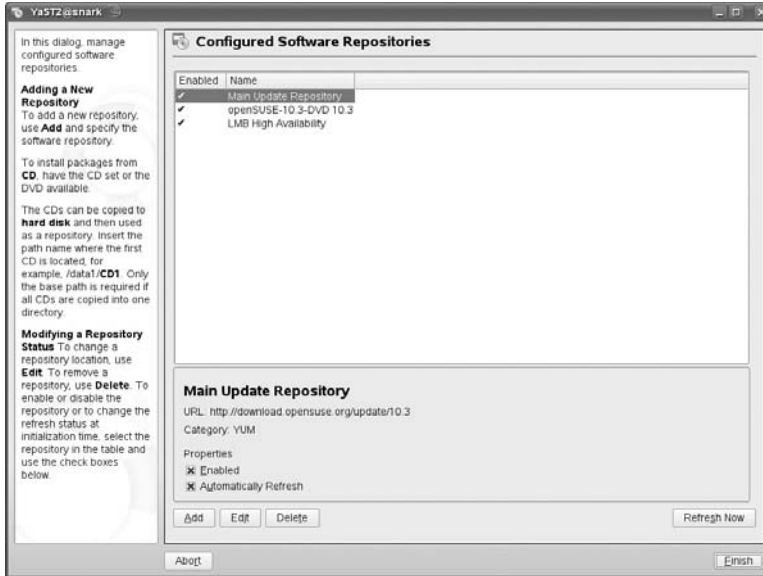 YaST2@snark
In this dialog, manage
configured software
repositories.
Adding a New
Repository
To add a new repository,
use Add and specify the
software repository.
To install packages from
CD, have the CD set or the
DVD available.
The CDs can be copied to
hard disk and then used
as a repository. Insert the
path name where the first
CD is located, for
example, /data1/CD1. Only
the base path is required if
all CDs are copied into one
directory.
Modifying a Repository
Status To change a
repository location, use
Edit. To remove a
repository, use Delete. To
enable or disable the
repository or to change the
refresh status at
initialization time, select the
repository in the table and
use the check boxes
below.
Configured Software Repositories
Enabled Name
Main Update Repository
openSUSE-10.3-DVD 10.3
LMB High Availability
Main Update Repository
URL: http://download.opensuse.org/update/10.3
Category: YUM
Properties
Enabled
Automatically Refresh
Add Edit Delete Refresh Now
Abort Finish